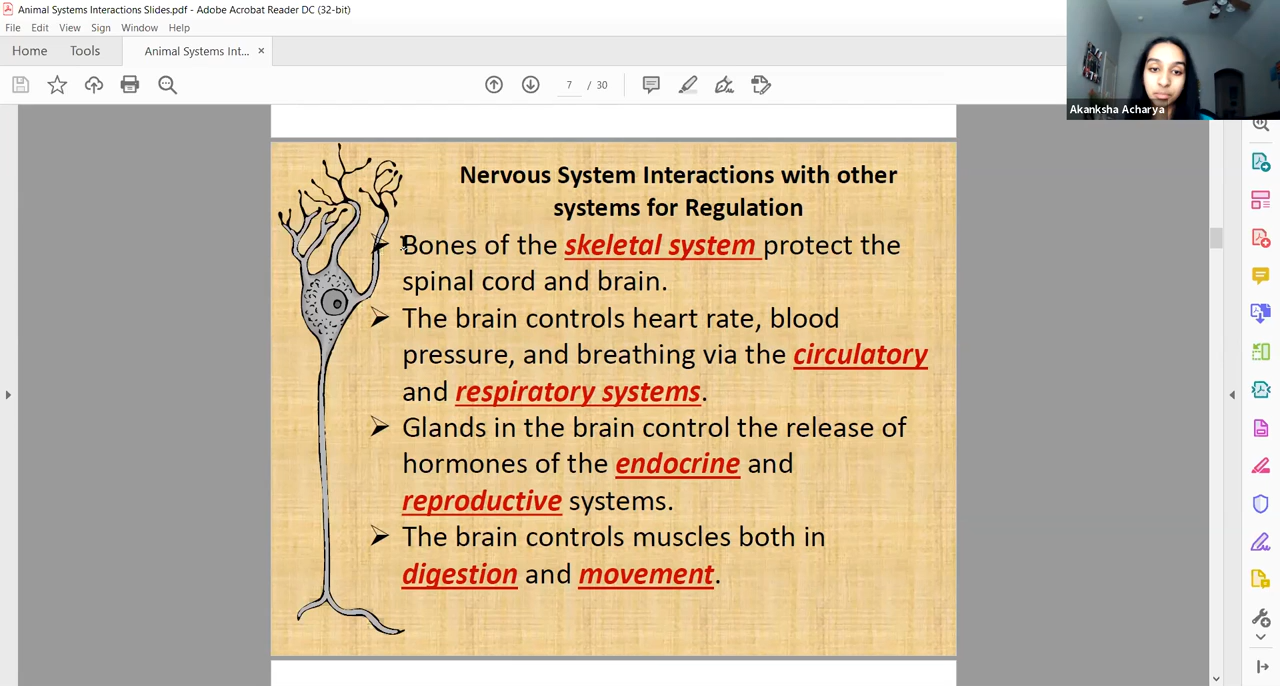 Animal Systems Interactions Slides.pdf - Adobe Acrobat Reader DC (32-bit)
File Edit View Sign Window Help
Home Tools Animal Systems Int... ×
7 / 30
Akanksha Acharya
Nervous System Interactions with other
systems for Regulation
➢ Bones of the skeletal system protect the
spinal cord and brain.
➢ The brain controls heart rate, blood
pressure, and breathing via the circulatory
and respiratory systems.
➢ Glands in the brain control the release of
hormones of the endocrine and
reproductive systems.
➢ The brain controls muscles both in
digestion and movement.